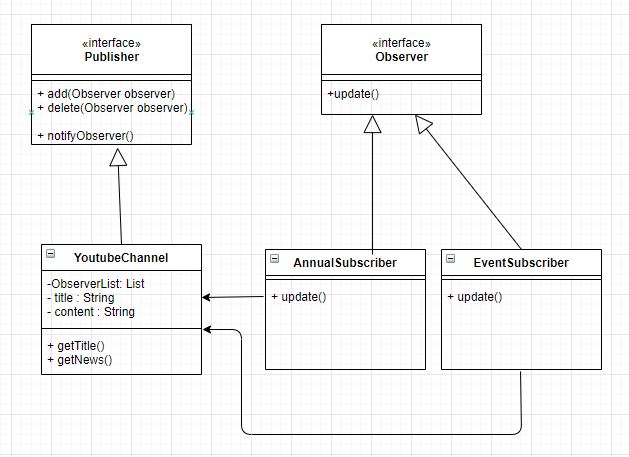 «interface»
Publisher
+ add(Observer observer)
+ delete(Observer observer)
+ notifyObserver()
«interface»
Observer
+update()
YoutubeChannel
-ObserverList: List
- title : String
- content : String
+ getTitle()
+ getNews()
AnnualSubscriber
+ update()
EventSubscriber
+ update()